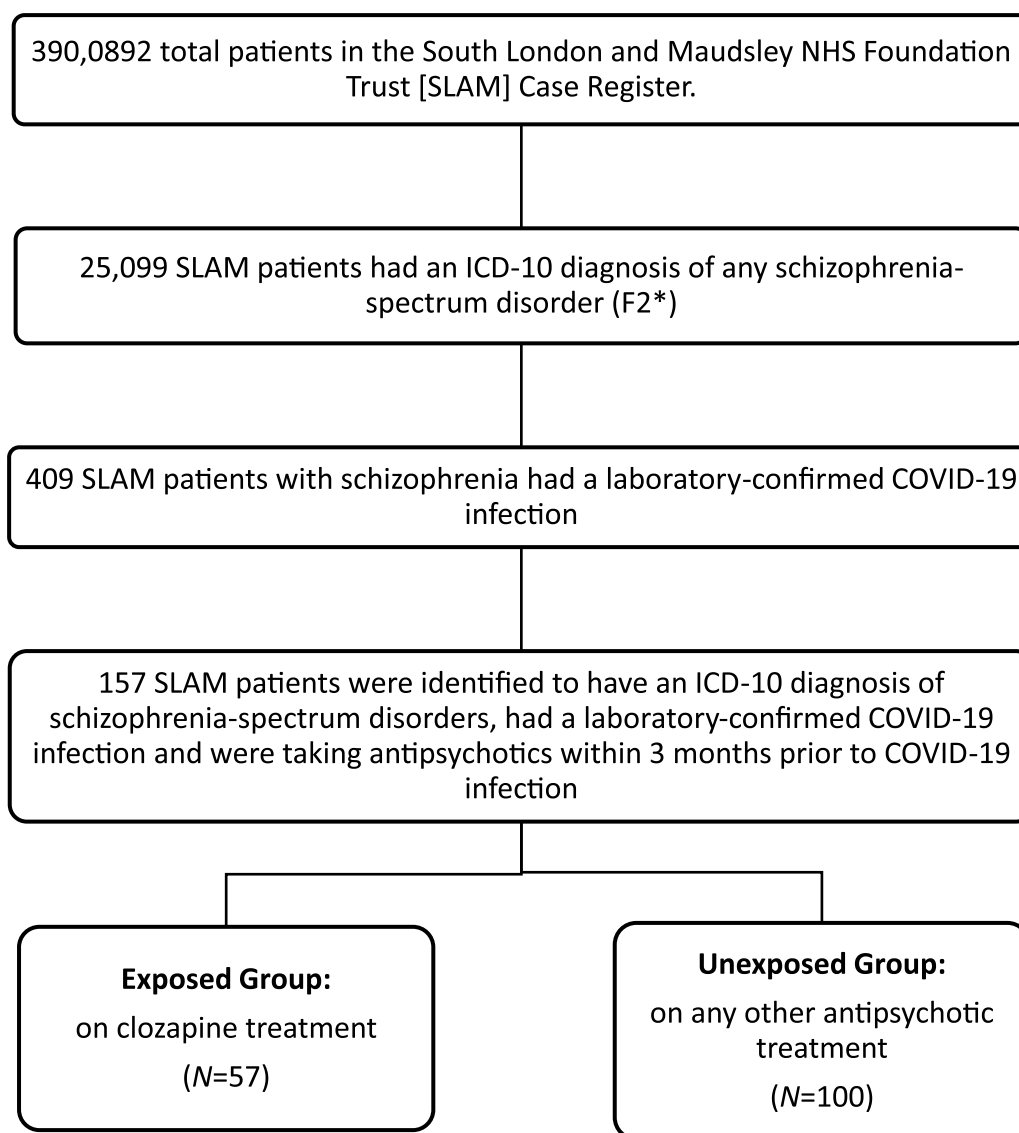 390,0892 total patients in the South London and Maudsley NHS Foundation
Trust [SLAM] Case Register.
25,099 SLAM patients had an ICD-10 diagnosis of any schizophrenia-
spectrum disorder (F2*)
409 SLAM patients with schizophrenia had a laboratory-confirmed COVID-19
infection
157 SLAM patients were identified to have an ICD-10 diagnosis of
schizophrenia-spectrum disorders, had a laboratory-confirmed COVID-19
infection and were taking antipsychotics within 3 months prior to COVID-19
infection
Exposed Group:
on clozapine treatment
(N=57)
Unexposed Group:
on any other antipsychotic
treatment
(N=100)